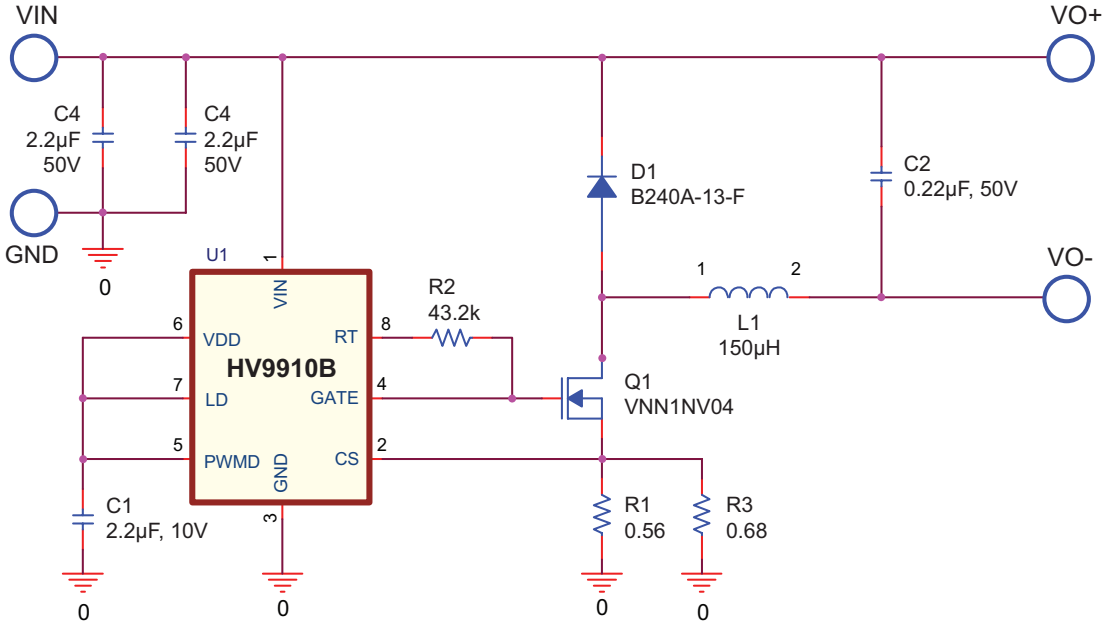 VIN
VO+
C4
2.2µF
50V
C4
2.2µF
50V
D1
B240A-13-F
C2
0.22µF, 50V
GND
0
U1
1
VIN
VO-
1
2
L1
150µH
R2
43.2k
6
VDD
RT
8
HV9910B
7
LD
GATE
4
Q1
VNN1NV04
5
PWMD
GND
CS
2
3
C1
2.2µF, 10V
R1
0.56
R3
0.68
0
0
0
0